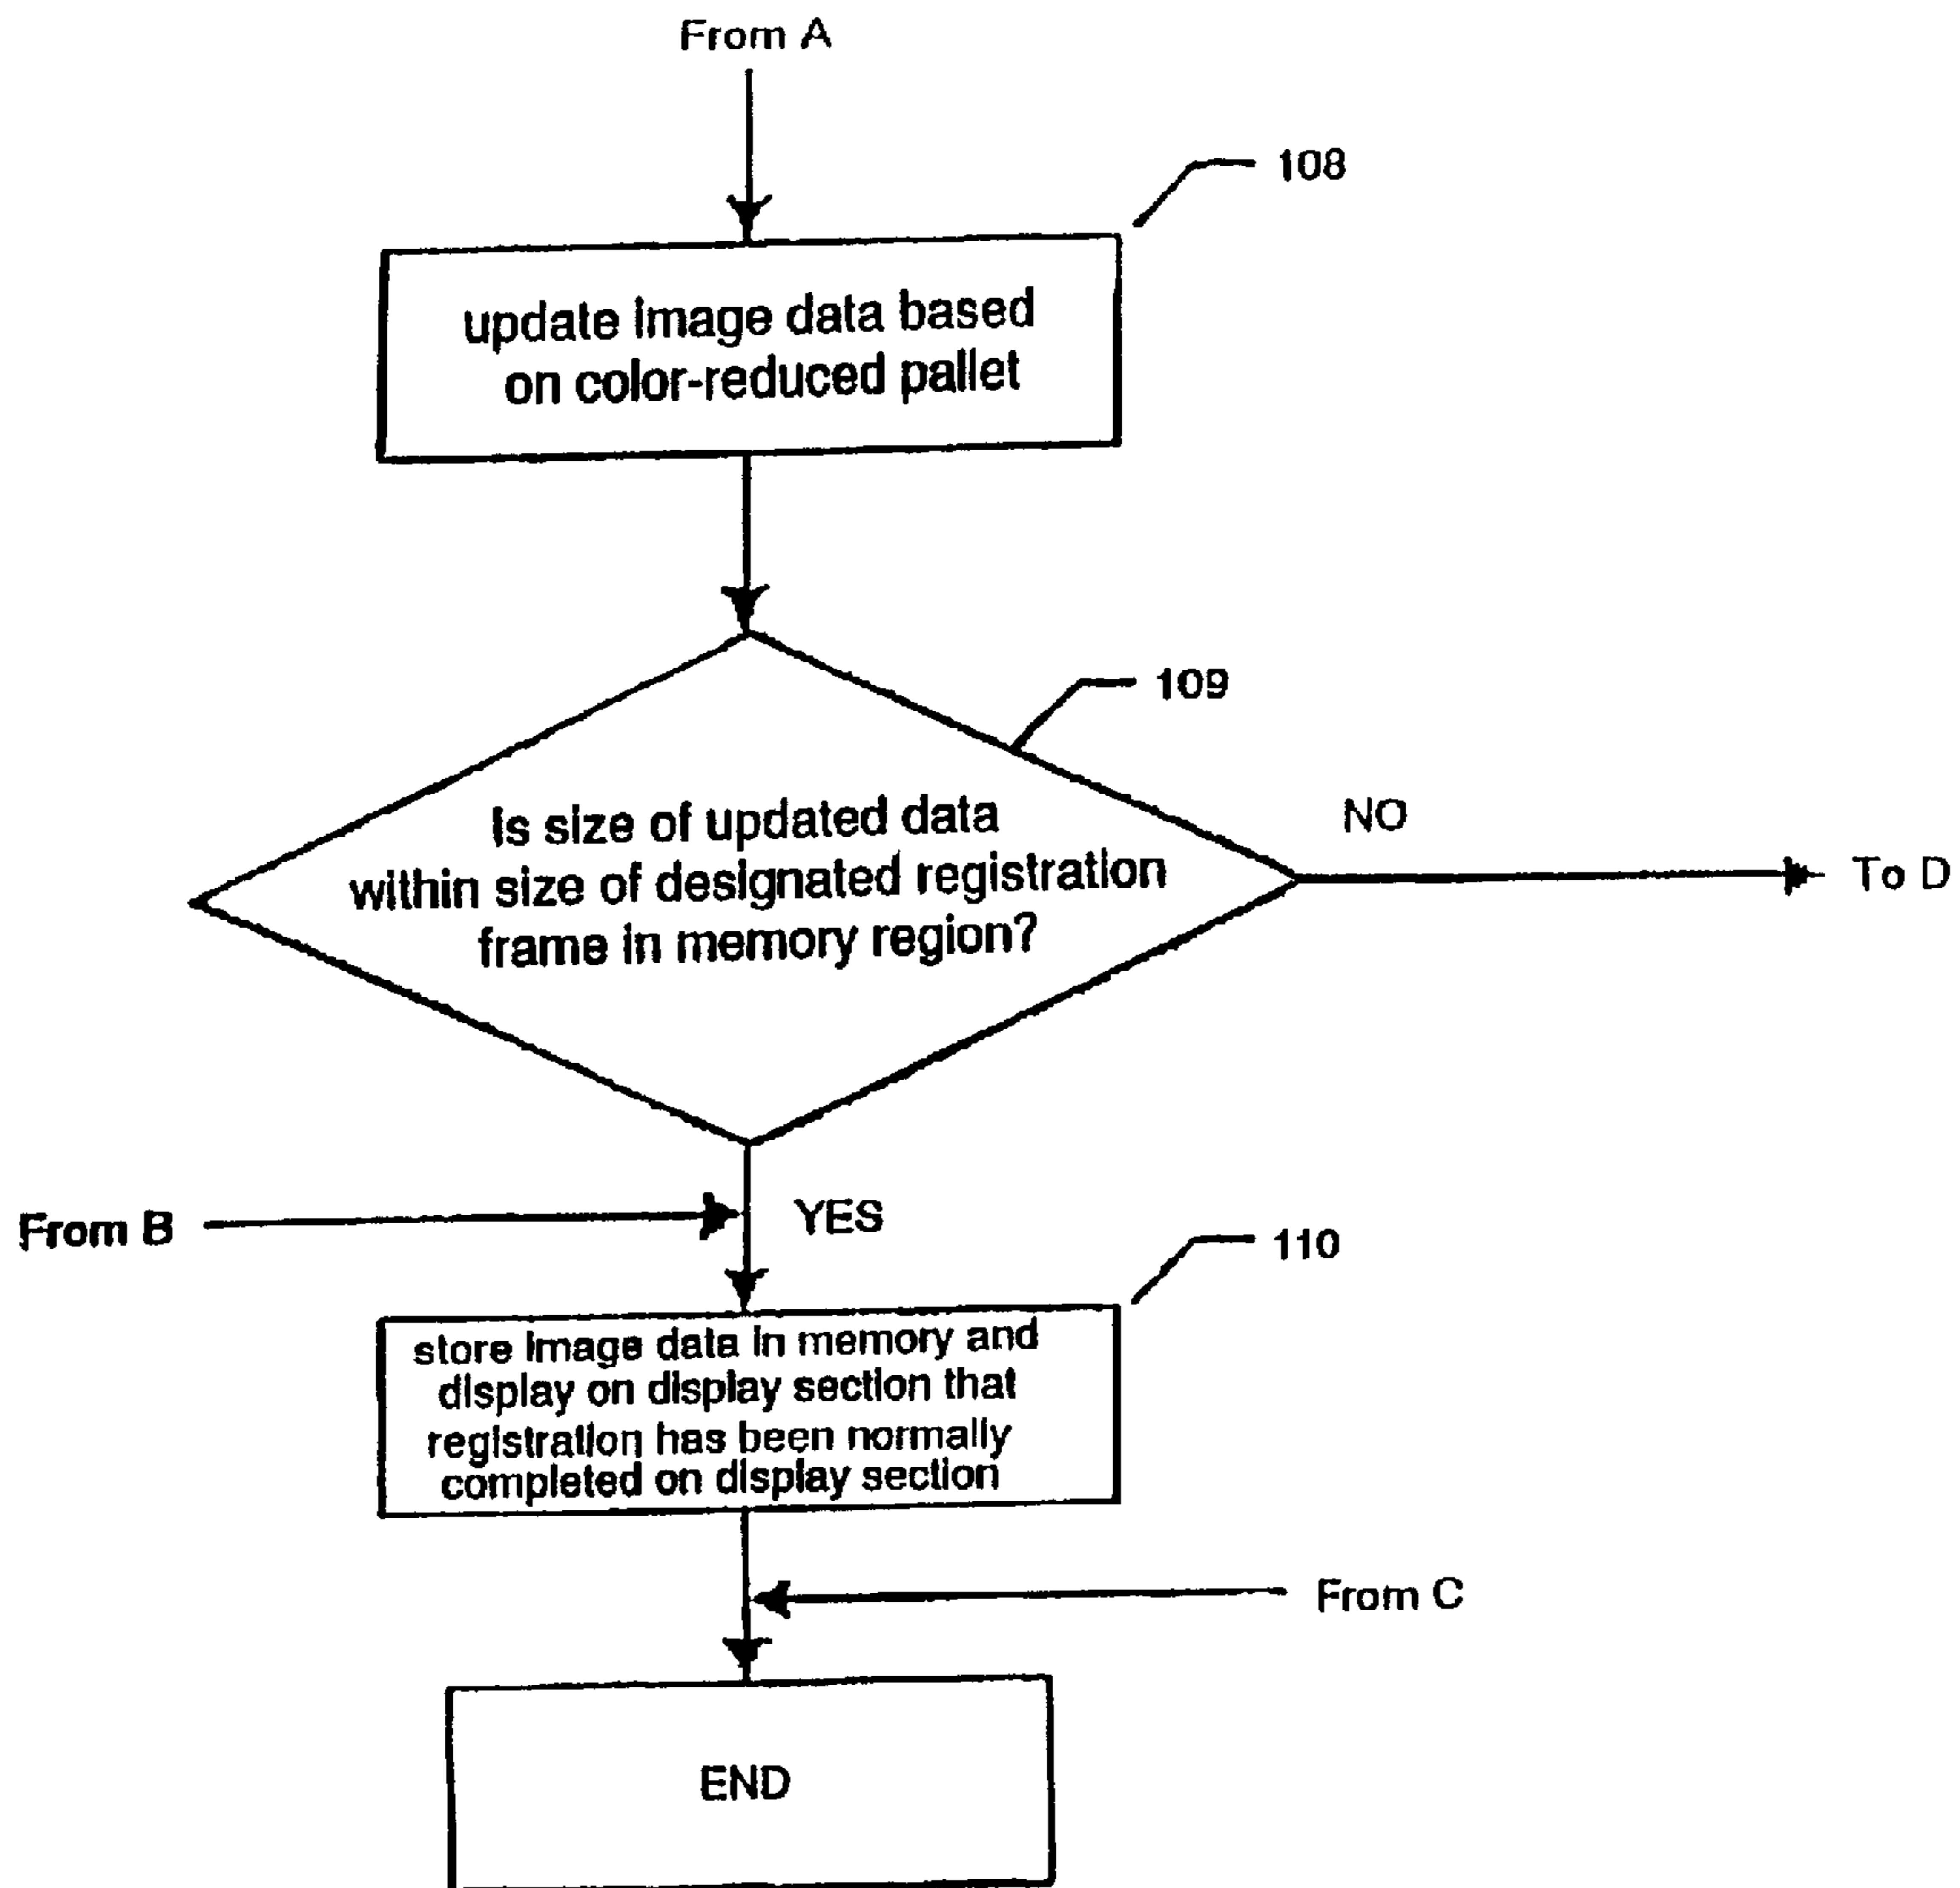 From A
108
update image data based
on color-reduced pallet
109
Is size of updated data
within size of designated registration
frame in memory region?
NO
To D
From B
YES
110
store image data in memory and
display on display section that
registration has been normally
completed on display section
From C
END